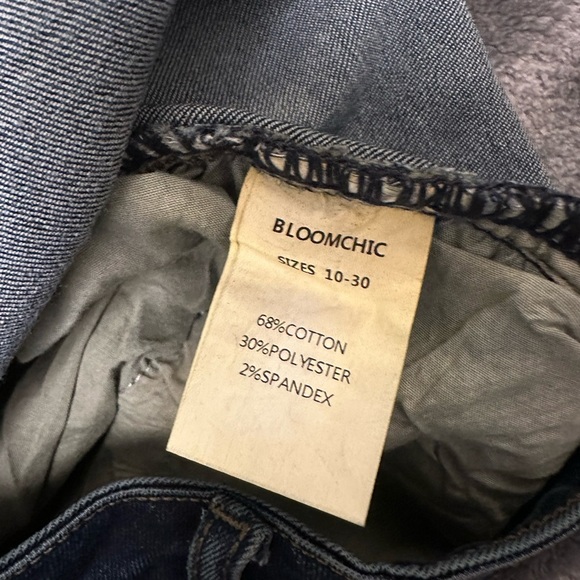 BLOOMCHIC
SIZES 10-30
68%COTTON
30%POLYESTER
2%SPANDEX